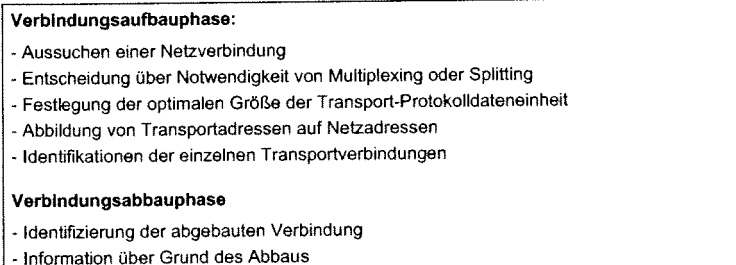 Verbindungsaufbauphase:
- Aussuchen einer Netzverbindung
- Entscheidung über Notwendigkeit von Multiplexing oder Splitting
- Festlegung der optimalen Größe der Transport-Protokolldateneinheit
- Abbildung von Transportadressen auf Netzadressen
- Identifikationen der einzelnen Transportverbindungen
Verbindungsabbauphase
- Identifizierung der abgebauten Verbindung
- Information über Grund des Abbaus